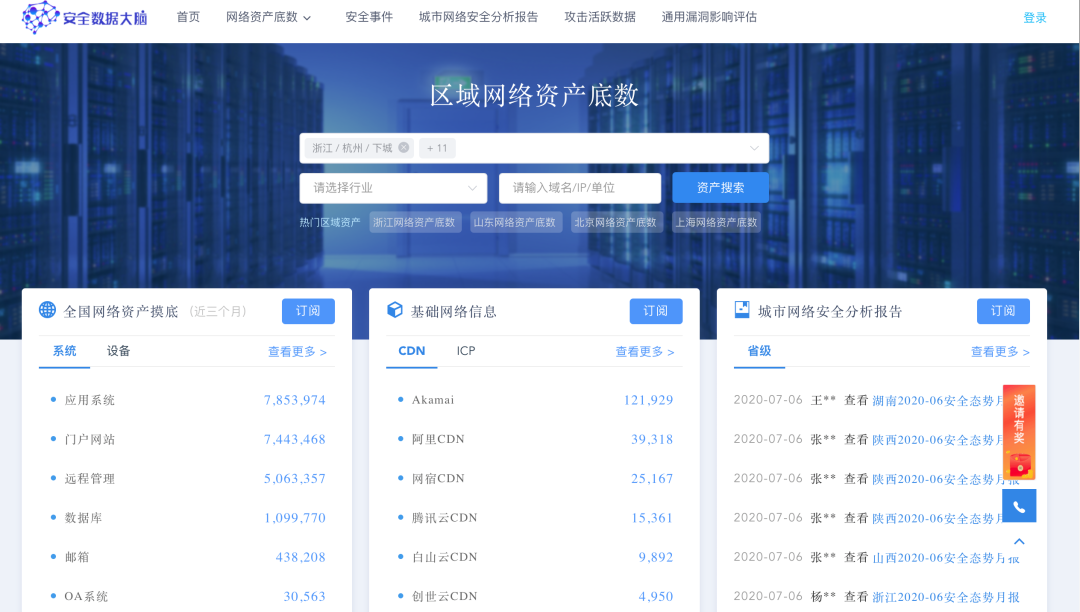 安全数据大脑 首页 网络资产底数 安全事件 城市网络安全分析报告 攻击活跃数据 通用漏洞影响评估 登录
区域网络资产底数
浙江 / 杭州 / 下城 + 11
请选择行业 请输入域名/IP/单位 资产搜索
热门区域资产 浙江网络资产底数 山东网络资产底数 北京网络资产底数 上海网络资产底数
全国网络资产摸底 (近三个月) 订阅
系统 设备 查看更多 >
应用系统 7,853,974
门户网站 7,443,468
远程管理 5,063,357
数据库 1,099,770
邮箱 438,208
OA系统 30,563
基础网络信息 订阅
CDN ICP 查看更多 >
Akamai 121,929
阿里CDN 39,318
网宿CDN 25,167
腾讯云CDN 15,361
白山云CDN 9,892
创世云CDN 4,950
城市网络安全分析报告 订阅
省级 查看更多 >
2020-07-06 王** 查看 湖南2020-06安全态势月
2020-07-06 张** 查看 陕西2020-06安全态势月
2020-07-06 张** 查看 陕西2020-06安全态势月报
2020-07-06 张** 查看 陕西2020-06安全态势月
2020-07-06 张** 查看 山西2020-06安全态势月报
2020-07-06 杨** 查看 浙江2020-06安全态势月报
邀请有奖